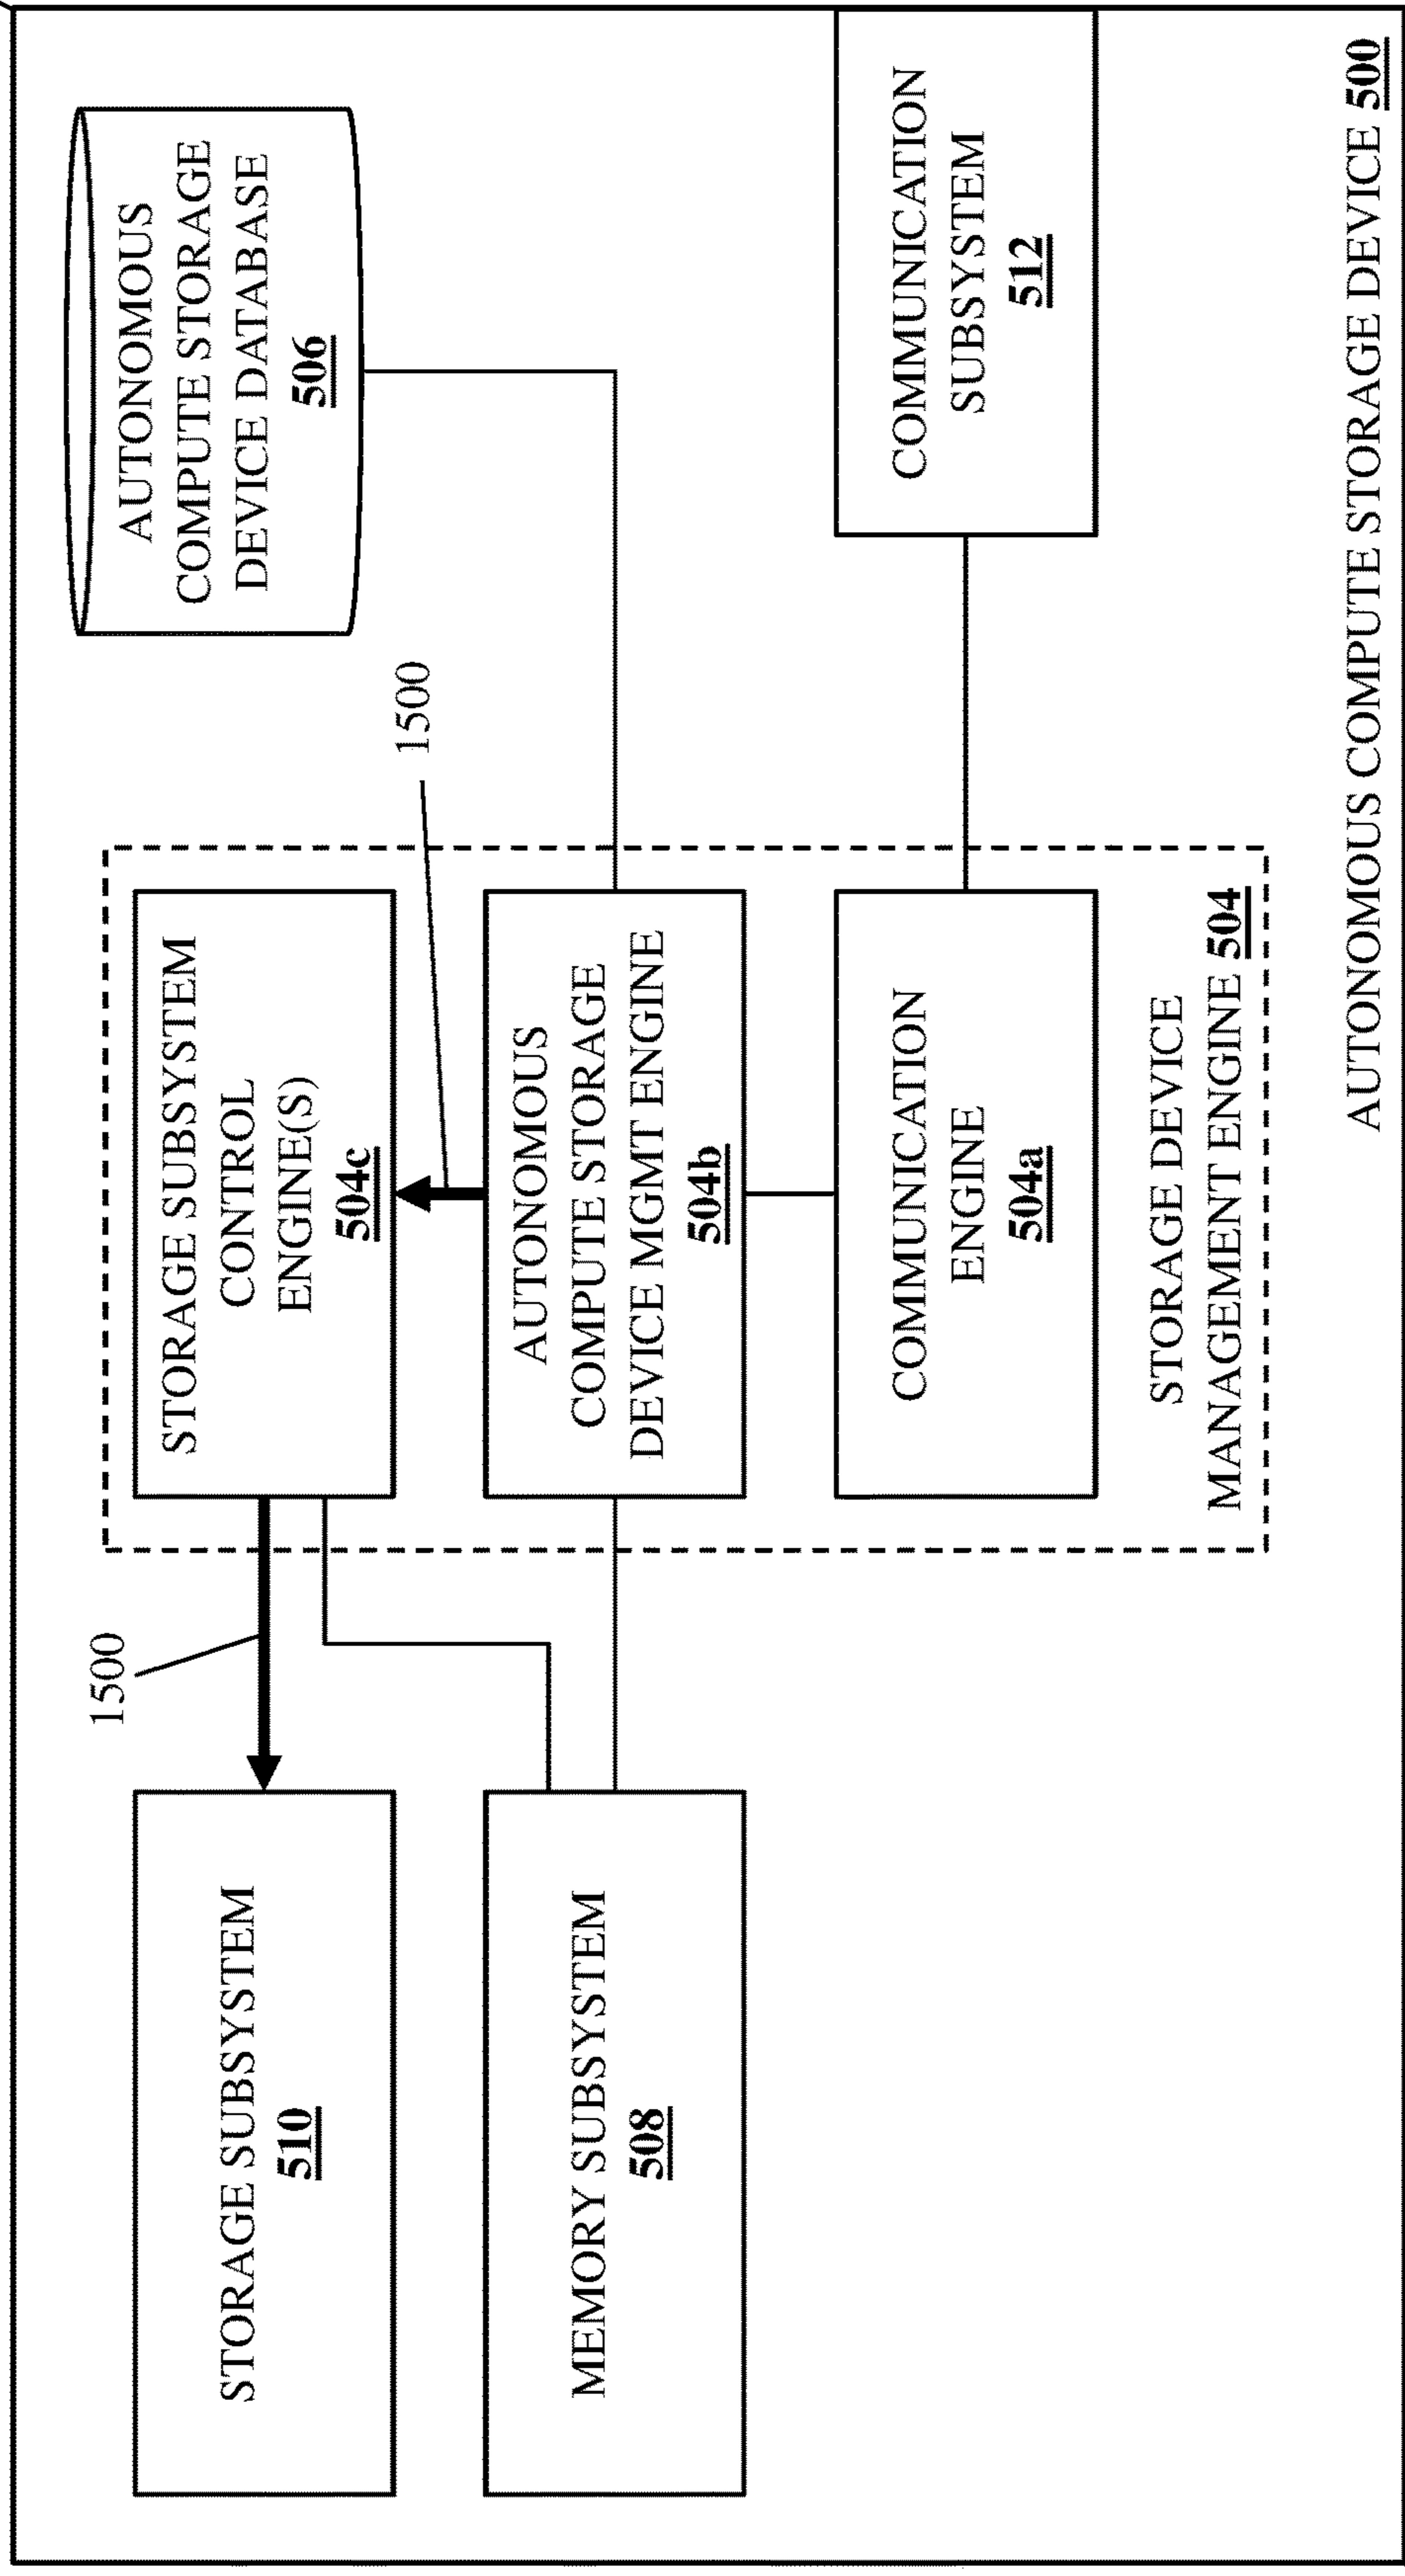 1500
STORAGE SUBSYSTEM
510
STORAGE SUBSYSTEM
CONTROL
ENGINE(S)
504c
1500
AUTONOMOUS
COMPUTE STORAGE
DEVICE DATABASE
506
MEMORY SUBSYSTEM
508
AUTONOMOUS
COMPUTE STORAGE
DEVICE MGMT ENGINE
504b
COMMUNICATION
ENGINE
504a
COMMUNICATION
SUBSYSTEM
512
STORAGE DEVICE
MANAGEMENT ENGINE 504
AUTONOMOUS COMPUTE STORAGE DEVICE 500